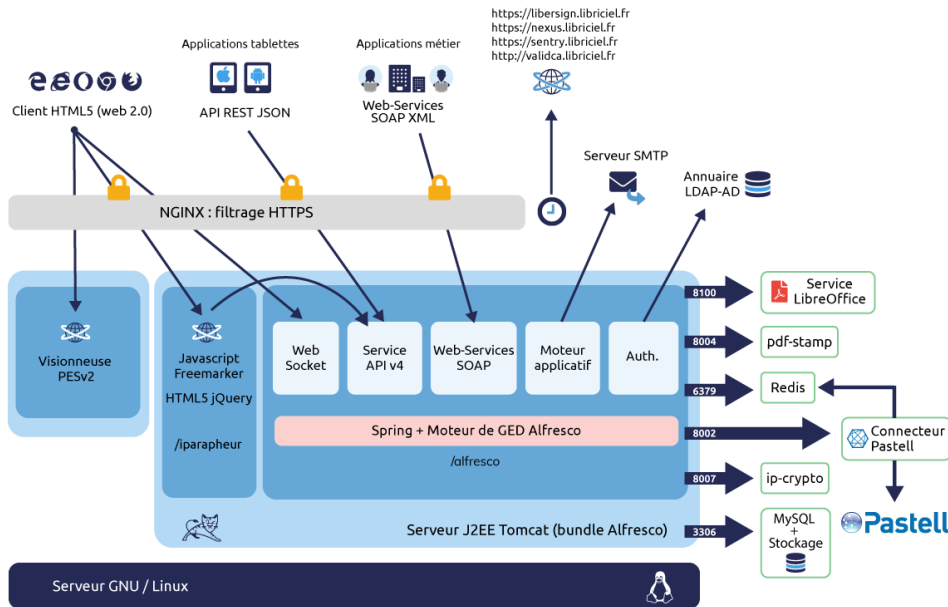 https://libersign.libriciel.fr
https://nexus.libriciel.fr
https://sentry.libriciel.fr
http://validca.libriciel.fr
Applications tablettes
Applications métier
Client HTML5 (web 2.0)
API REST JSON
Web-Services
SOAP XML
Serveur SMTP
Annuaire
LDAP-AD
NGINX : filtrage HTTPS
Visionneuse
PESv2
Javascript
Freemarker
HTML5 jQuery
/iparapheur
Web
Socket
Service
API v4
Web-Services
SOAP
Moteur
applicatif
Auth.
Spring + Moteur de GED Alfresco
/alfresco
Serveur J2EE Tomcat (bundle Alfresco)
8100
Service
LibreOffice
8004
pdf-stamp
6379
Redis
8002
Connecteur
Pastell
8007
ip-crypto
3306
MySQL
+
Stockage
Pastell
Serveur GNU / Linux